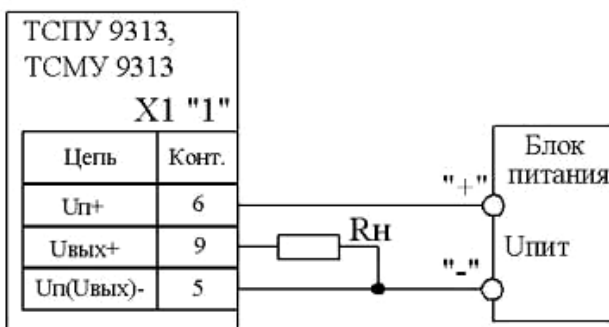 ТСПУ 9313,
ТСМУ 9313
X1 "1"
Цепь Конт.
Uп+ 6
Uвых+ 9
Uп(Uвых)- 5
Rн
"+"
"-"
Блок
питания
Uпит